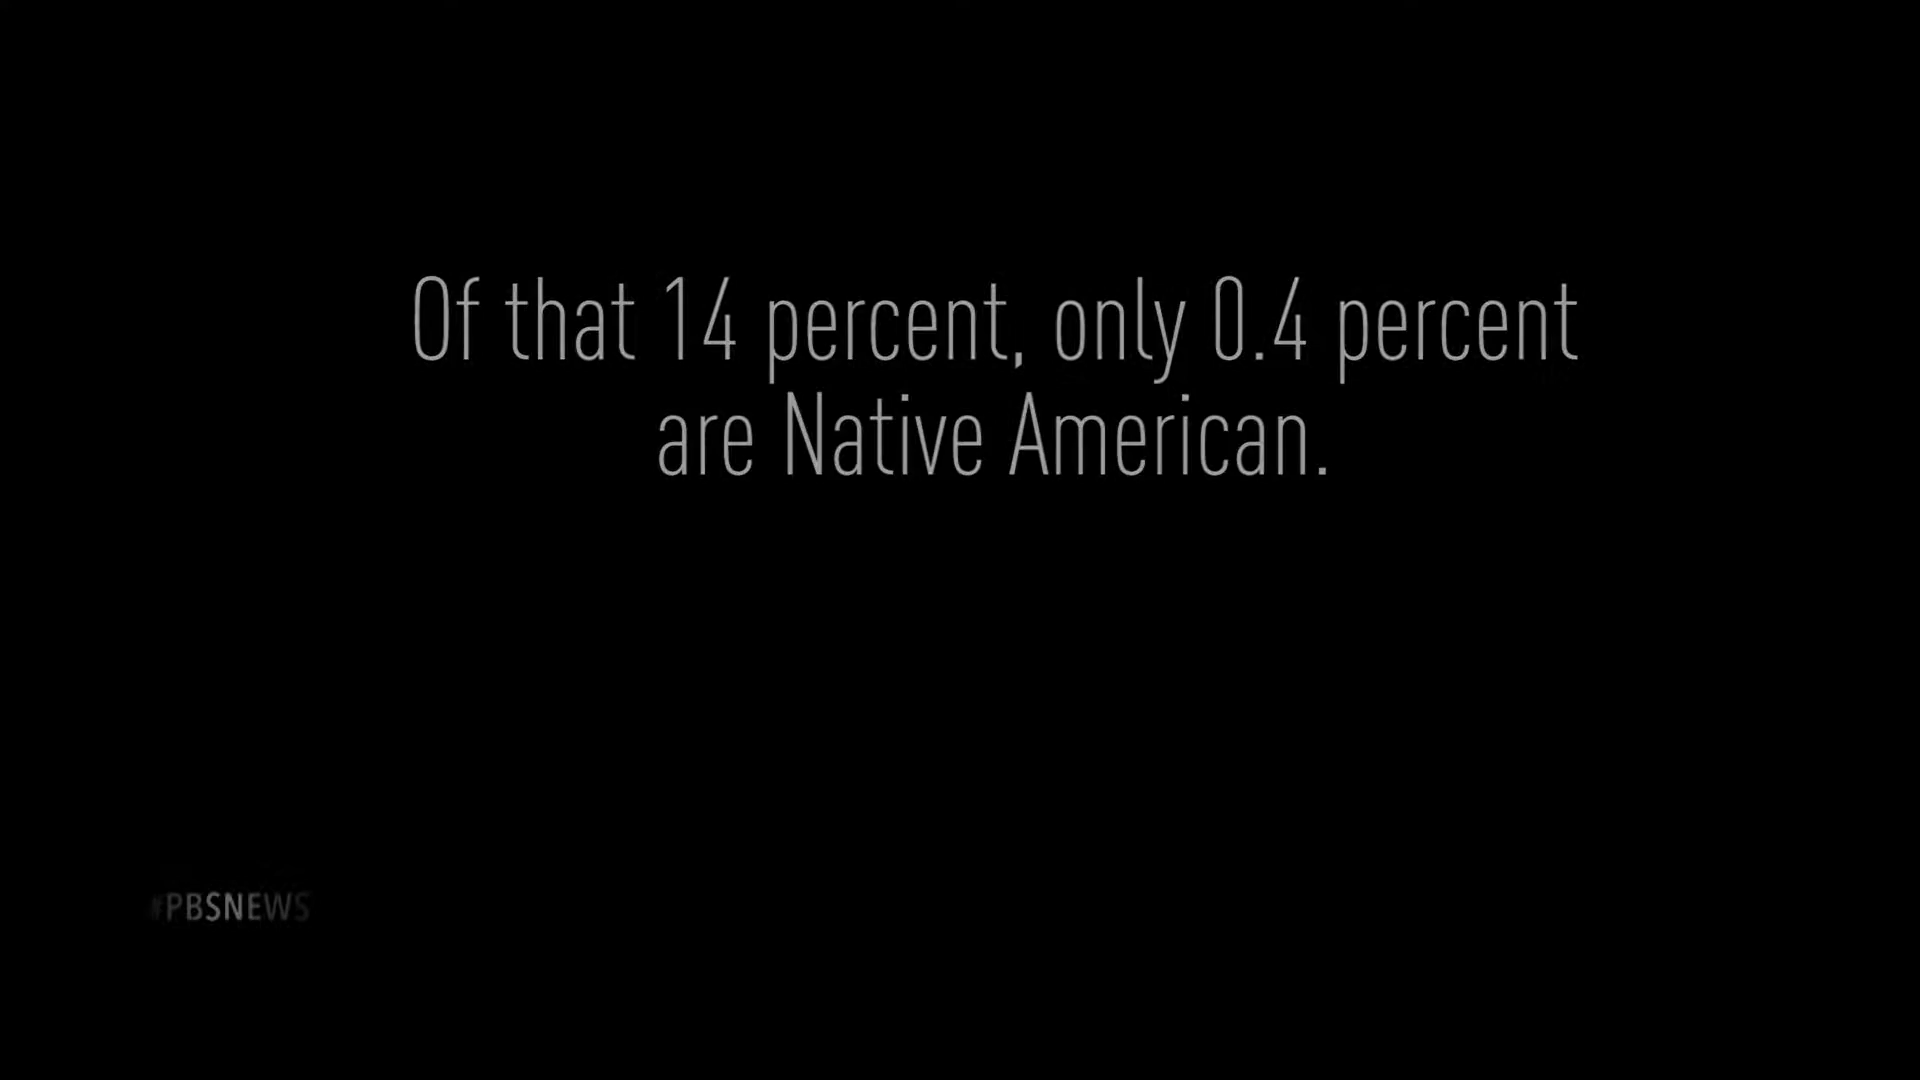 Of that 14 percent, only 0.4 percent
are Native American.
#PBSNEWS